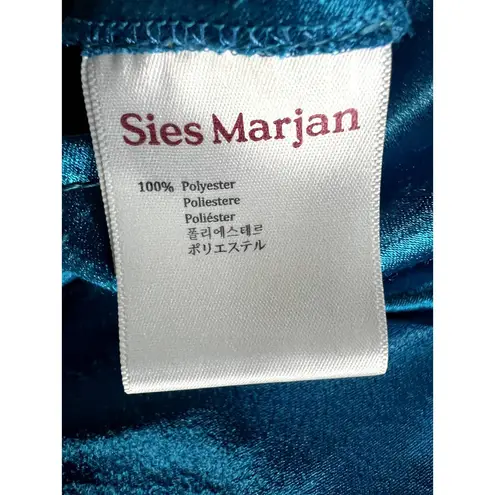 Sies Marjan
100% Polyester
Poliestere
Poliéster
폴리에스테르
ポリエステル